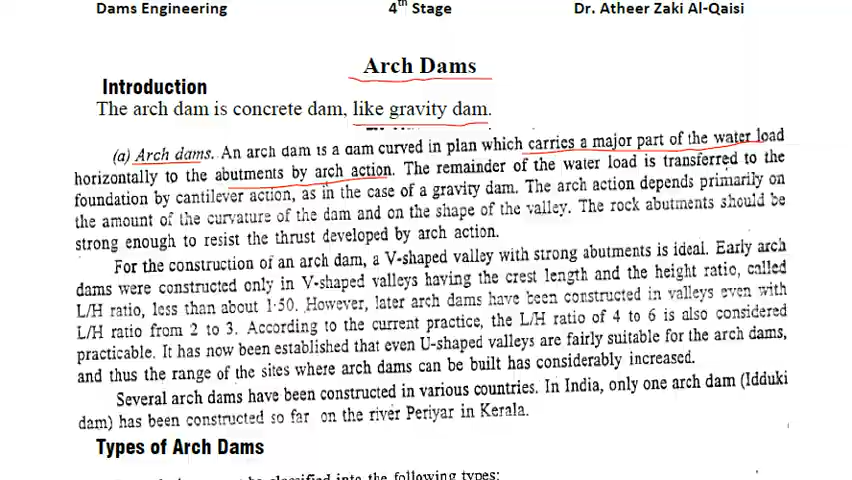 Dams Engineering 4th Stage Dr. Atheer Zaki Al-Qaisi
Arch Dams
Introduction
The arch dam is concrete dam, like gravity dam.
(a) Arch dams. An arch dam is a dam curved in plan which carries a major part of the water load
horizontally to the abutments by arch action. The remainder of the water load is transferred to the
foundation by cantilever action, as in the case of a gravity dam. The arch action depends primarily on
the amount of the curvature of the dam and on the shape of the valley. The rock abutments should be
strong enough to resist the thrust developed by arch action.
For the construction of an arch dam, a V-shaped valley with strong abutments is ideal. Early arch
dams were constructed only in V-shaped valleys having the crest length and the height ratio, called
L/H ratio, less than about 1·50. However, later arch dams have been constructed in valleys even with
L/H ratio from 2 to 3. According to the current practice, the L/H ratio of 4 to 6 is also considered
practicable. It has now been established that even U-shaped valleys are fairly suitable for the arch dams,
and thus the range of the sites where arch dams can be built has considerably increased.
Several arch dams have been constructed in various countries. In India, only one arch dam (Idduki
dam) has been constructed so far on the river Periyar in Kerala.
Types of Arch Dams
be classified into the following types: